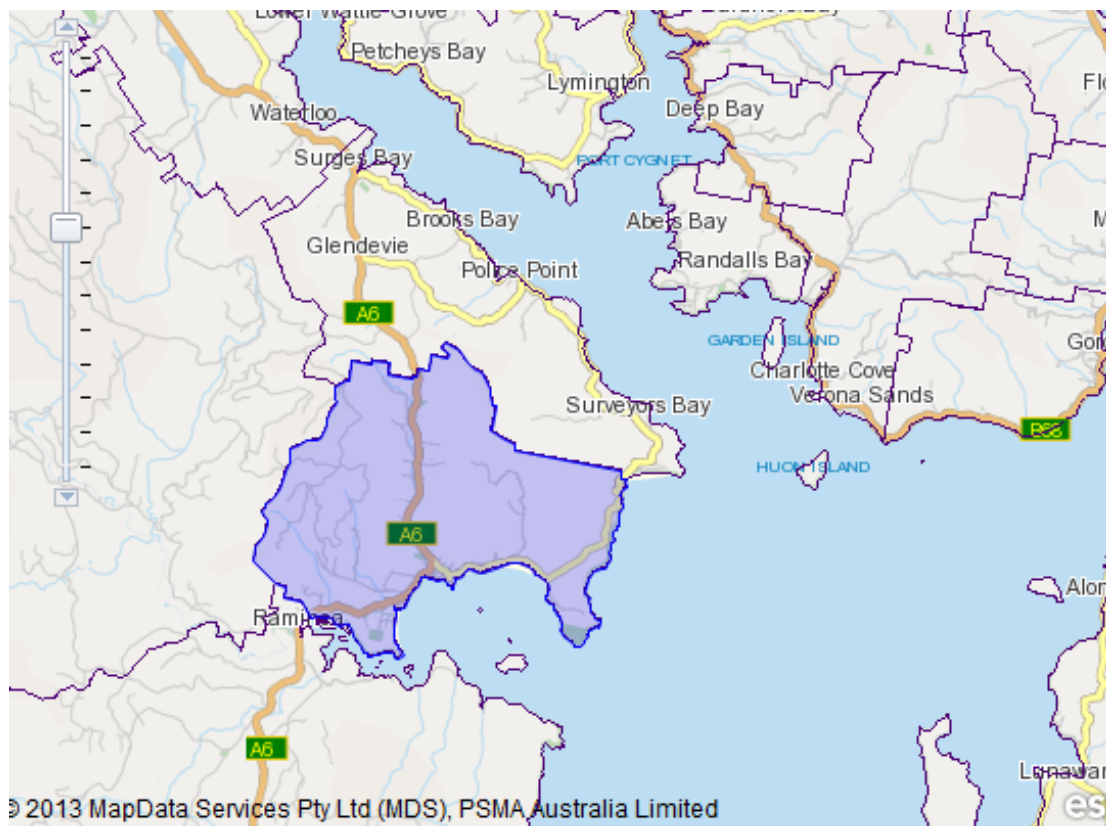 Petcheys Bay
Lymington
Waterloo
Deep Bay
Surges Bay
PORT CYGNET
Brooks Bay
Abels Bay
Glendevie
Randalls Bay
Police Point
A6
GARDEN ISLAND
Charlotte Cove
Verona Sands
Surveyors Bay
B68
HUON ISLAND
A6
Raminea
A6
© 2013 MapData Services Pty Ltd (MDS), PSMA Australia Limited
es